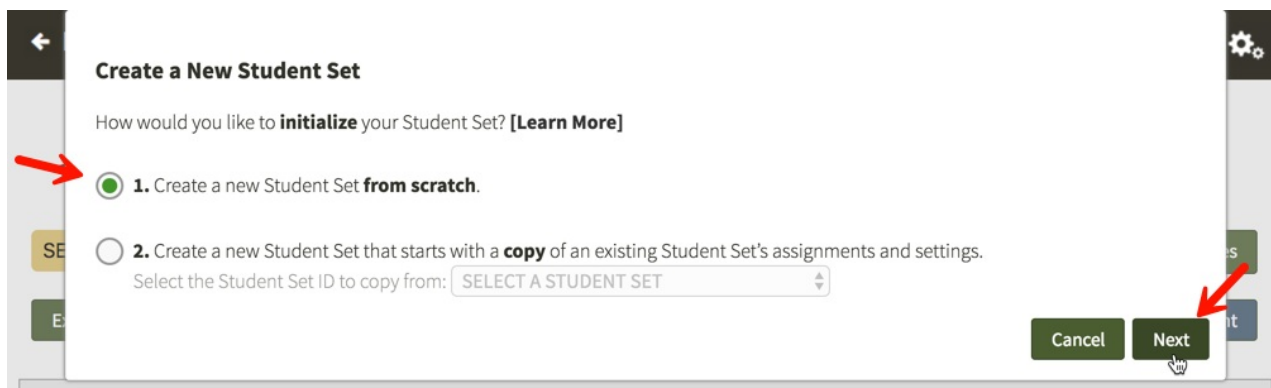 Create a New Student Set
How would you like to initialize your Student Set? [Learn More]
1. Create a new Student Set from scratch.
2. Create a new Student Set that starts with a copy of an existing Student Set's assignments and settings.
Select the Student Set ID to copy from: SELECT A STUDENT SET
Cancel Next